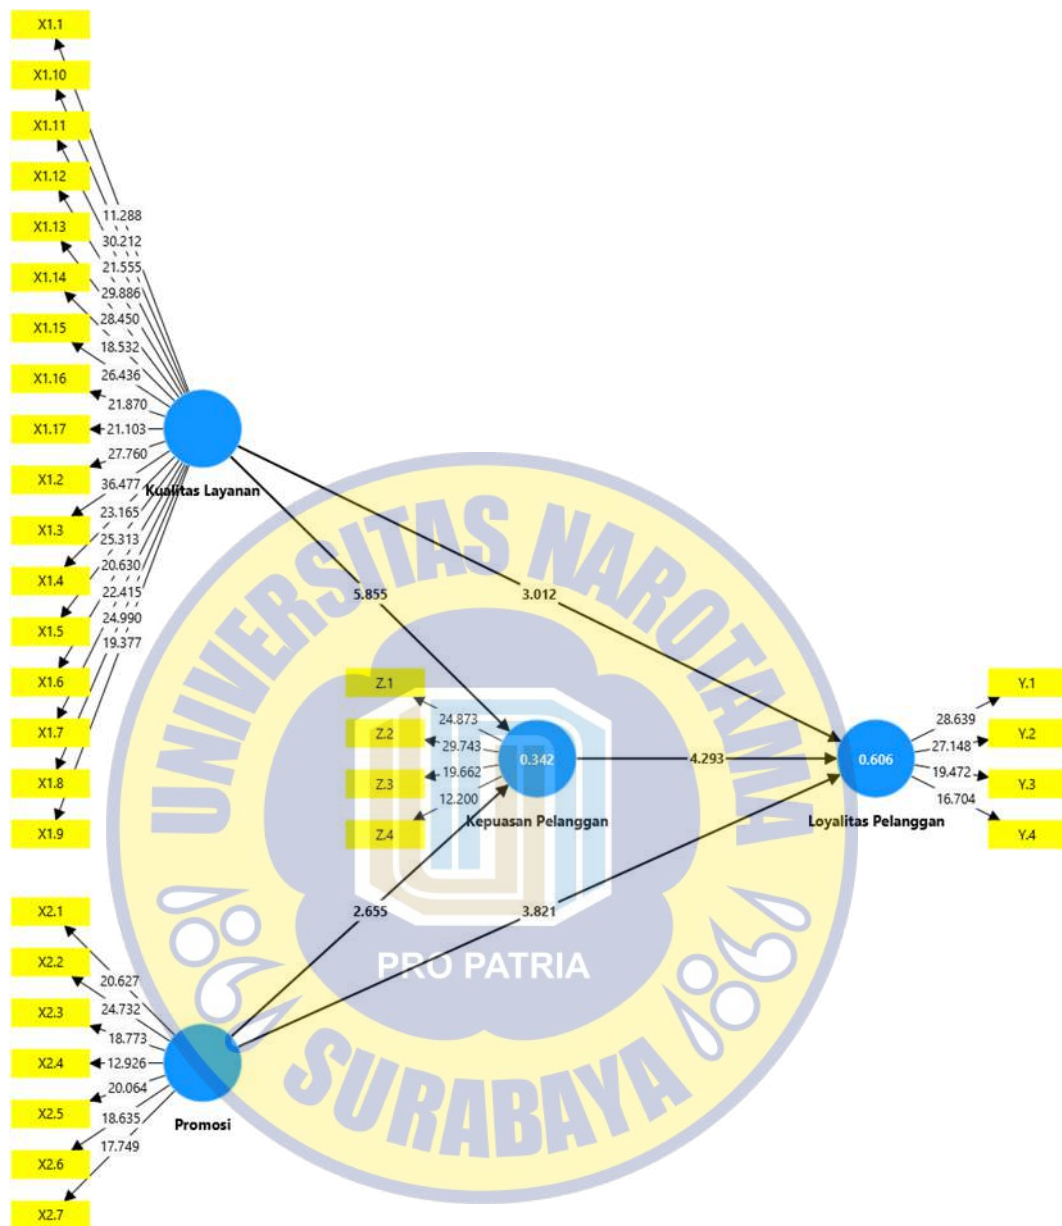 X1.1
X1.10
X1.11
X1.12
X1.13
X1.14
X1.15
X1.16
X1.17
X1.2
X1.3
X1.4
X1.5
X1.6
X1.7
X1.8
X1.9
11.288
30.212
21.555
29.886
28.450
18.532
26.436
21.870
21.103
27.760
36.477
23.165
25.313
20.630
22.415
24.990
19.377
Kualitas Layanan
5.855
3.012
Z.1
Z.2
Z.3
Z.4
24.873
29.743
19.662
12.200
0.342
Kepuasan Pelanggan
4.293
0.606
Loyalitas Pelanggan
28.639
27.148
19.472
16.704
Y.1
Y.2
Y.3
Y.4
2.655
3.821
X2.1
X2.2
X2.3
X2.4
X2.5
X2.6
X2.7
20.627
24.732
18.773
12.926
20.064
18.635
17.749
Promosi
UNIVERSITAS NAROTAMA
PRO PATRIA
SURABAYA